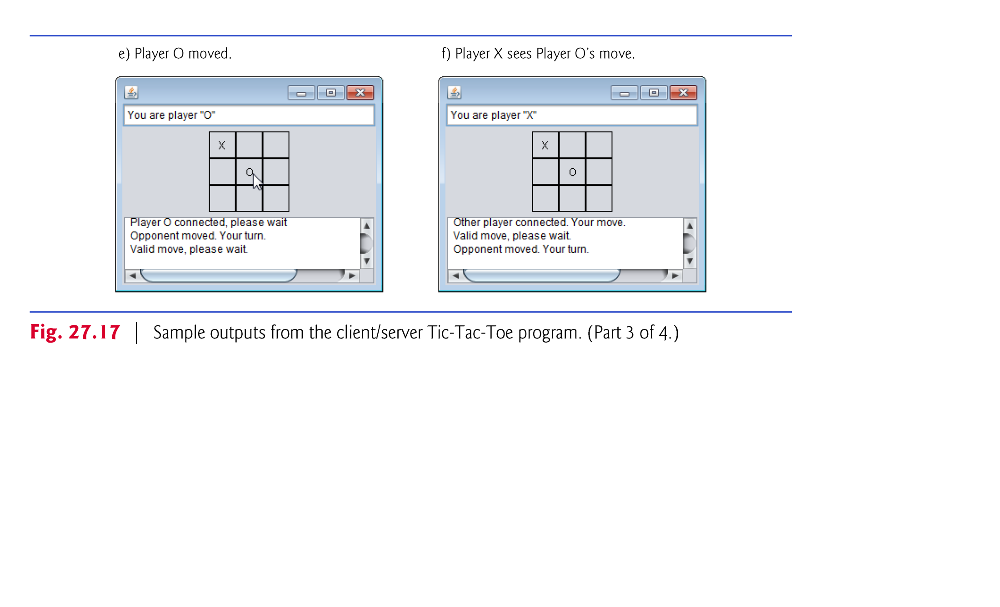 e) Player O moved.
f) Player X sees Player O’s move.
You are player "O"
X
O
Player O connected, please wait
Opponent moved. Your turn.
Valid move, please wait.
You are player "X"
X
O
Other player connected. Your move.
Valid move, please wait.
Opponent moved. Your turn.
Fig. 27.17 | Sample outputs from the client/server Tic-Tac-Toe program. (Part 3 of 4.)